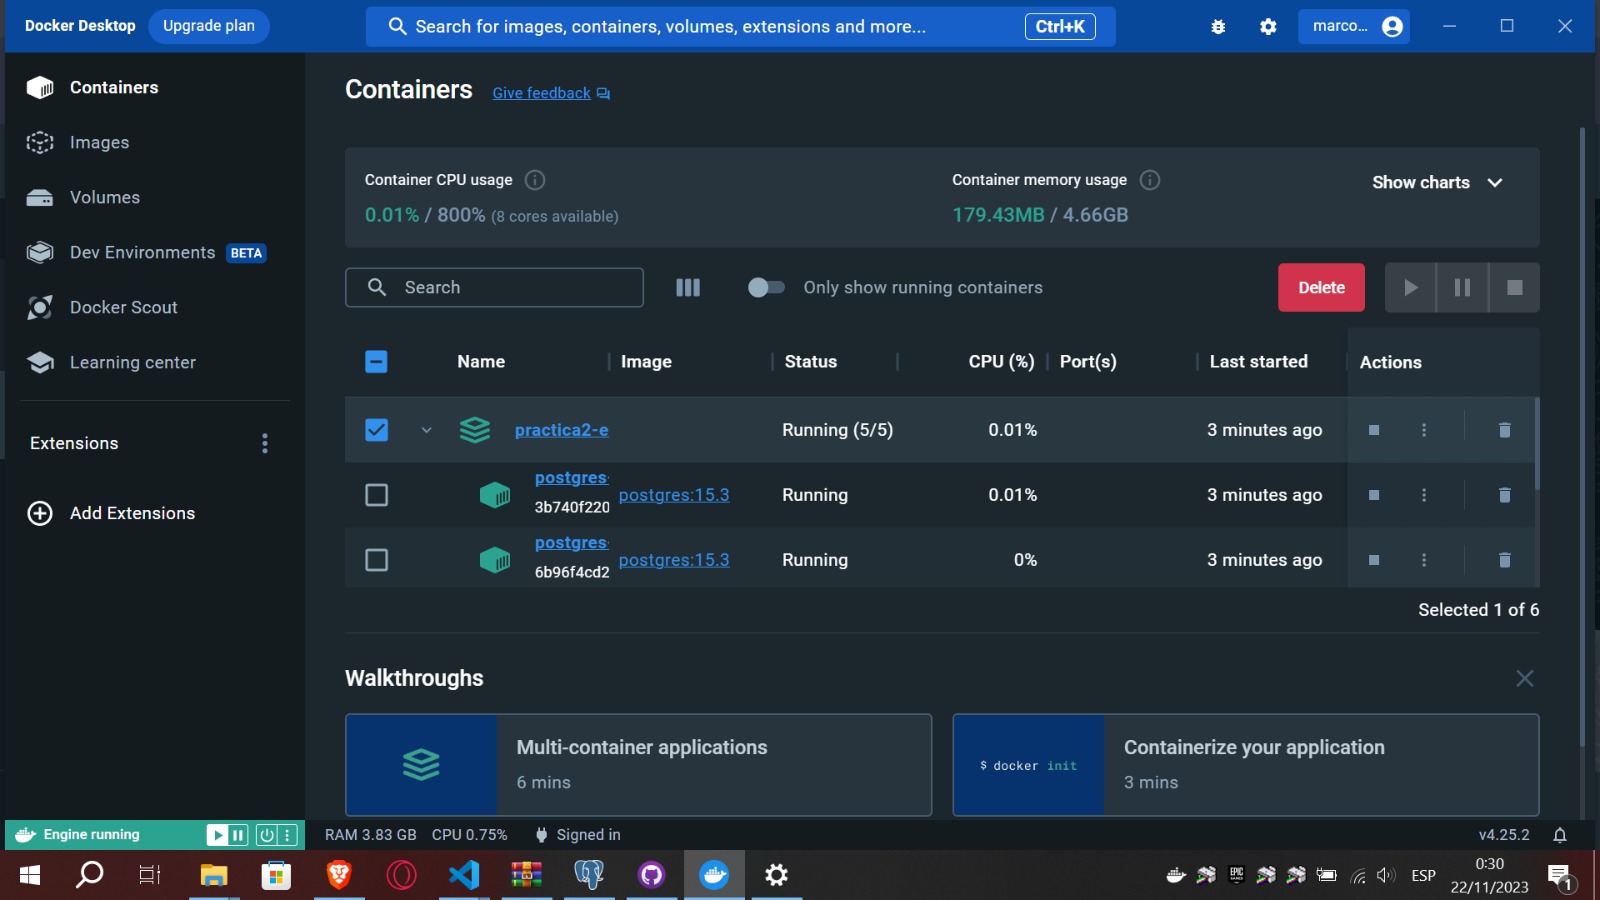 Docker Desktop
Upgrade plan
Search for images, containers, volumes, extensions and more...
Ctrl+K
marco...
Containers
Images
Volumes
Dev Environments BETA
Docker Scout
Learning center
Extensions
Add Extensions
Containers
Give feedback
Container CPU usage
0.01% / 800% (8 cores available)
Container memory usage
179.43MB / 4.66GB
Show charts
Search
Only show running containers
Delete
Name Image Status CPU (%) Port(s) Last started Actions
practica2-e Running (5/5) 0.01% 3 minutes ago
postgres-
3b740f220 postgres:15.3 Running 0.01% 3 minutes ago
postgres-
6b96f4cd2 postgres:15.3 Running 0% 3 minutes ago
Selected 1 of 6
Walkthroughs
Multi-container applications
6 mins
$ docker init
Containerize your application
3 mins
Engine running
RAM 3.83 GB CPU 0.75% Signed in
v4.25.2
EPIC GAMES
ESP
0:30
22/11/2023
1